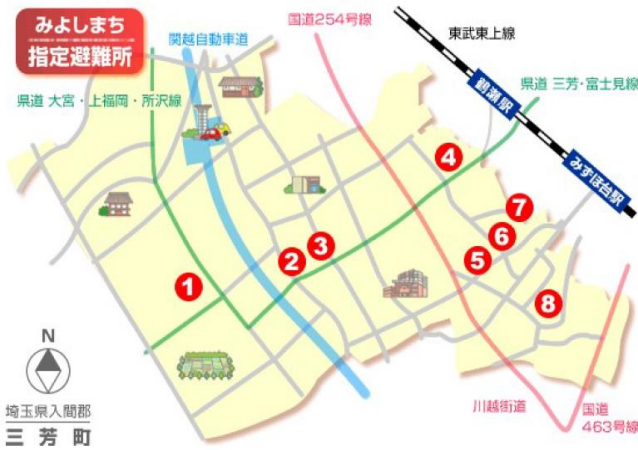 みよしまち
指定避難所
関越自動車道
国道254号線
東武東上線
県道 大宮・上福岡・所沢線
鶴瀬駅
県道 三芳・富士見線
みずほ台駅
4
7
6
5
3
2
1
8
N
埼玉県入間郡
三芳町
川越街道
国道
463号線